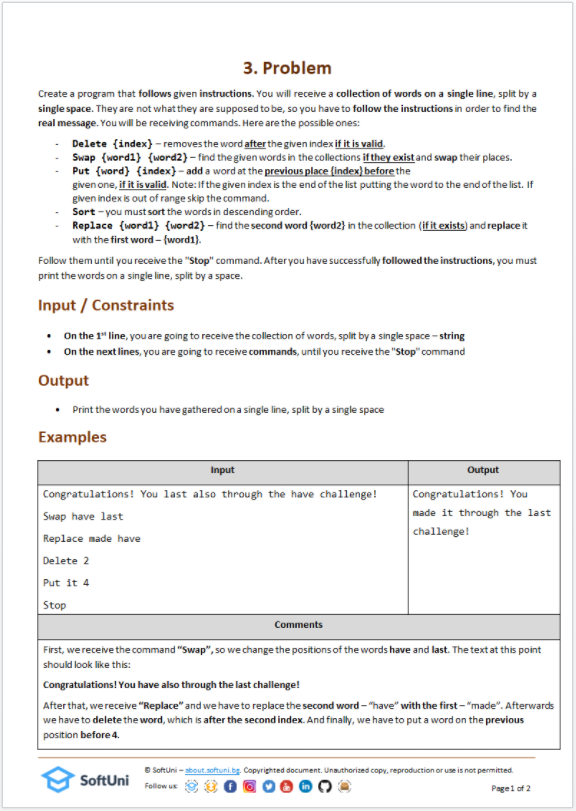 3. Problem
Create a program that follows given instructions. You will receive a collection of words on a single line, split by a
single space. They are not what they are supposed to be, so you have to follow the instructions in order to find the
real message. You will be receiving commands. Here are the possible ones:
- Delete {index} – removes the word after the given index if it is valid.
- Swap {word1} {word2} – find the given words in the collections if they exist and swap their places.
- Put {word} {index} – add a word at the previous place {index} before the
given one, if it is valid. Note: If the given index is the end of the list putting the word to the end of the list. If
given index is out of range skip the command.
- Sort – you must sort the words in descending order.
- Replace {word1} {word2} – find the second word {word2} in the collection (if it exists) and replace it
with the first word – {word1}.
Follow them until you receive the "Stop" command. After you have successfully followed the instructions, you must
print the words on a single line, split by a space.
Input / Constraints
• On the 1st line, you are going to receive the collection of words, split by a single space – string
• On the next lines, you are going to receive commands, until you receive the "Stop" command
Output
• Print the words you have gathered on a single line, split by a single space
Examples
Input Output
Congratulations! You last also through the have challenge! Congratulations! You
Swap have last made it through the last
Replace made have challenge!
Delete 2
Put it 4
Stop
Comments
First, we receive the command “Swap”, so we change the positions of the words have and last. The text at this point
should look like this:
Congratulations! You have also through the last challenge!
After that, we receive “Replace” and we have to replace the second word – “have” with the first – “made”. Afterwards
we have to delete the word, which is after the second index. And finally, we have to put a word on the previous
position before 4.
SoftUni
© SoftUni – about.softuni.bg. Copyrighted document. Unauthorized copy, reproduction or use is not permitted.
Follow us:
Page 1 of 2